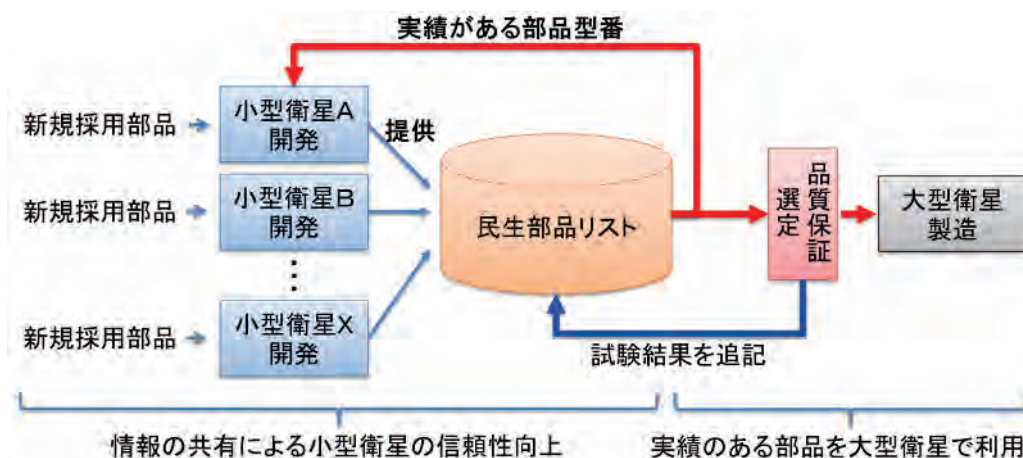 実績がある部品型番
新規採用部品
小型衛星A
開発
提供
新規採用部品
小型衛星B
開発
⋮
新規採用部品
小型衛星X
開発
民生部品リスト
品質保証
選定
大型衛星
製造
試験結果を追記
情報の共有による小型衛星の信頼性向上
実績のある部品を大型衛星で利用